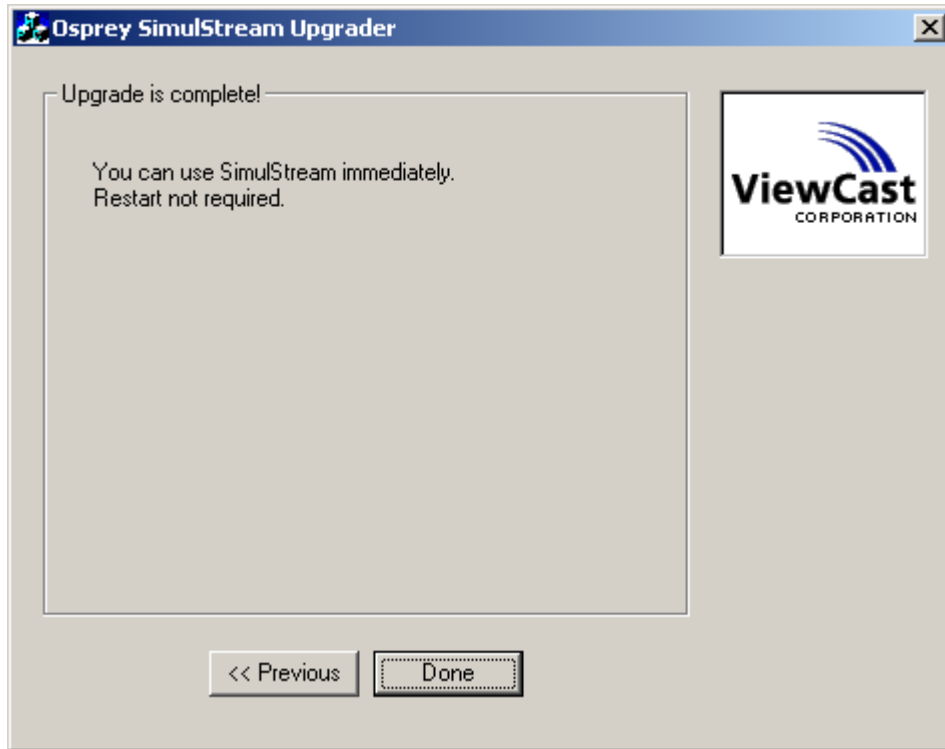 Osprey SimulStream Upgrader
Upgrade is complete!
You can use SimulStream immediately.
Restart not required.
ViewCast
CORPORATION
<< Previous
Done